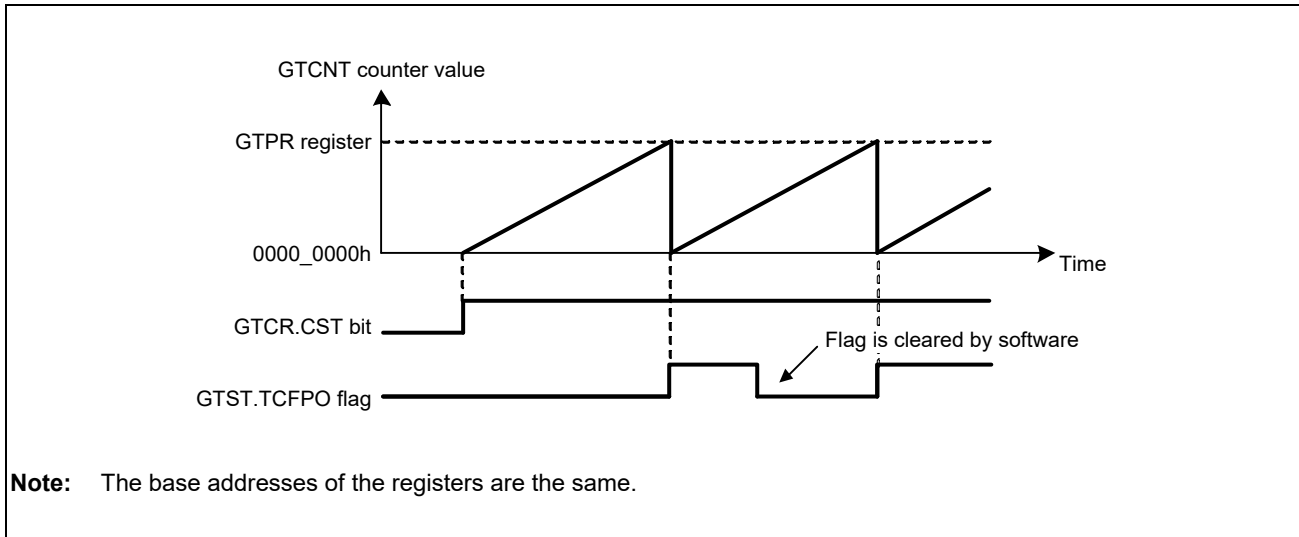 GTCNT counter value
GTPR register
0000_0000h
Time
GTCR.CST bit
Flag is cleared by software
GTST.TCFPO flag
Note: The base addresses of the registers are the same.